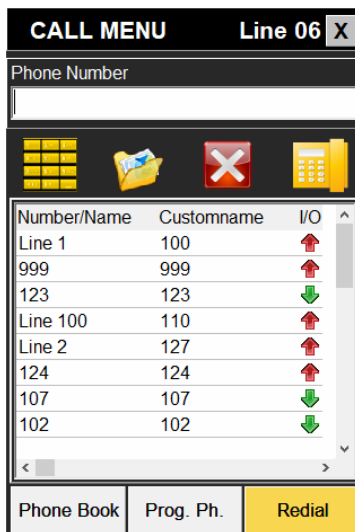 CALL MENU Line 06 X
Phone Number
Number/Name Customname I/O
Line 1 100
999 999
123 123
Line 100 110
Line 2 127
124 124
107 107
102 102
Phone Book Prog. Ph. Redial